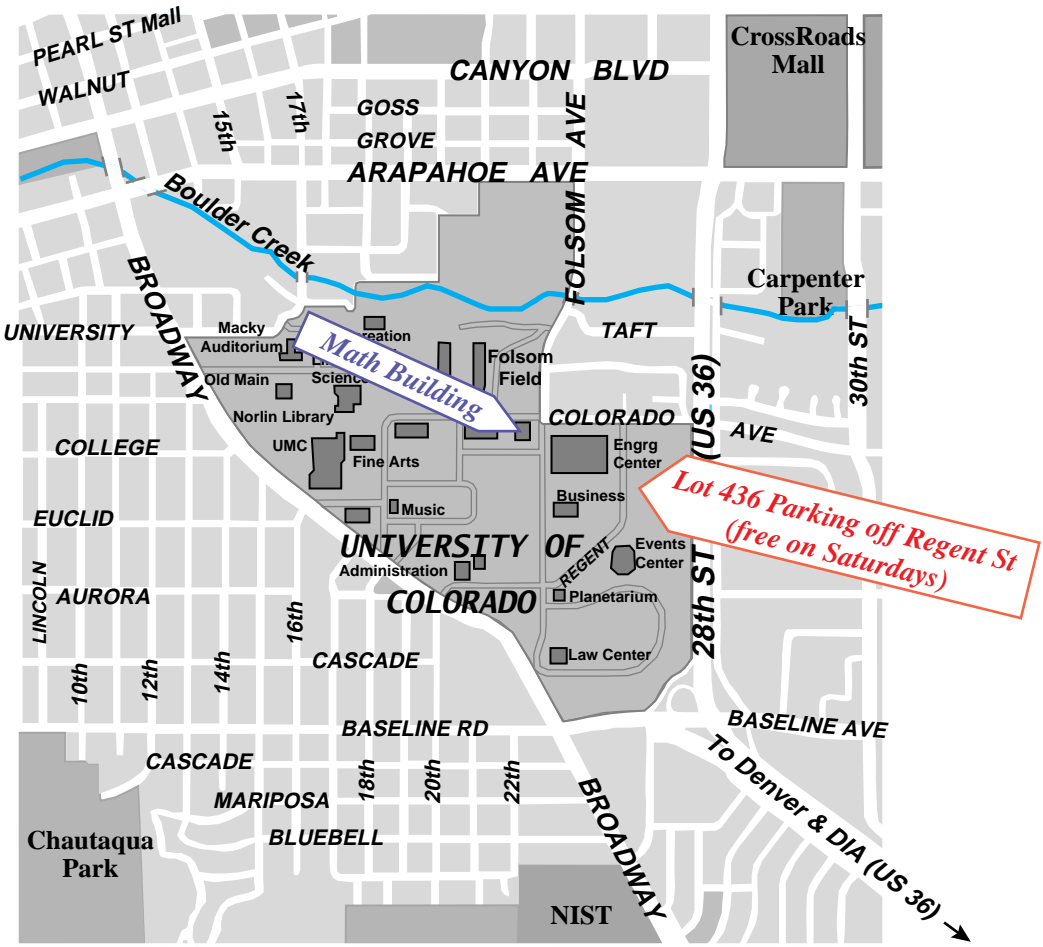 PEARL ST Mall
WALNUT
CrossRoads
Mall
CANYON BLVD
17th
15th
GOSS
GROVE
FOLSOM AVE
ARAPAHOE AVE
Boulder Creek
BROADWAY
Carpenter
Park
UNIVERSITY
Macky
Auditorium
reation
TAFT
30th ST
Math Building
Science
Folsom
Field
Old Main
Norlin Library
COLORADO
AVE
(US 36)
28th ST
COLLEGE
UMC
Fine Arts
Engrg
Center
Lot 436 Parking off Regent St
(free on Saturdays)
Business
Music
EUCLID
UNIVERSITY OF
COLORADO
Administration
REGENT
Events
Center
LINCOLN
AURORA
16th
Planetarium
CASCADE
Law Center
10th
12th
14th
BASELINE RD
BASELINE AVE
CASCADE
18th
20th
22th
To Denver & DIA (US 36)
MARIPOSA
BROADWAY
BLUEBELL
Chautaqua
Park
NIST